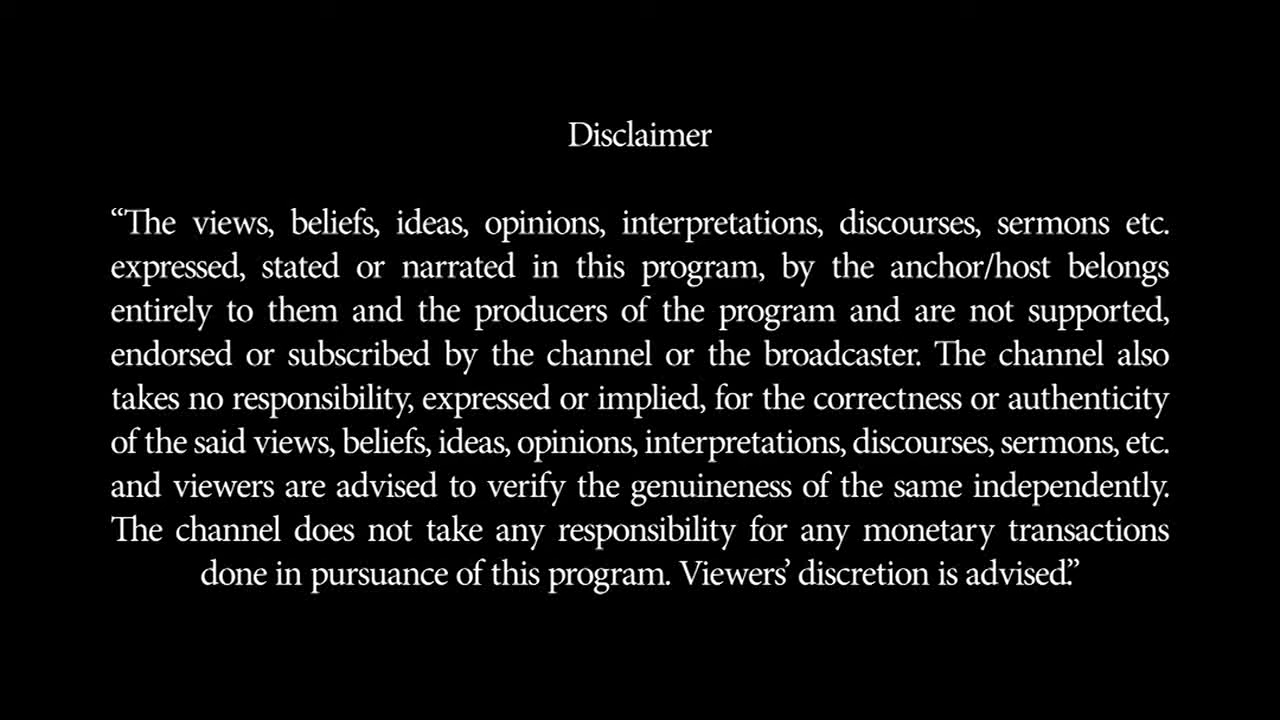 Disclaimer
“The views, beliefs, ideas, opinions, interpretations, discourses, sermons etc.
expressed, stated or narrated in this program, by the anchor/host belongs
entirely to them and the producers of the program and are not supported,
endorsed or subscribed by the channel or the broadcaster. The channel also
takes no responsibility, expressed or implied, for the correctness or authenticity
of the said views, beliefs, ideas, opinions, interpretations, discourses, sermons, etc.
and viewers are advised to verify the genuineness of the same independently.
The channel does not take any responsibility for any monetary transactions
done in pursuance of this program. Viewers’ discretion is advised.”